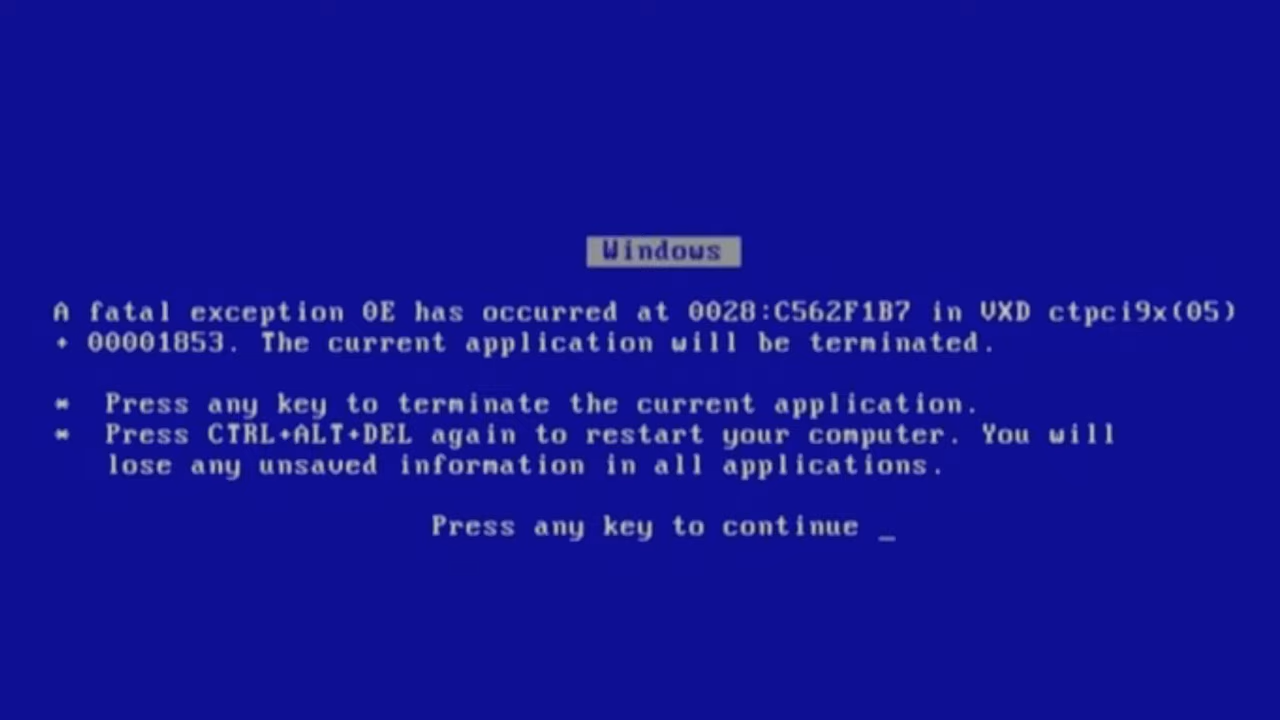 Windows
A fatal exception 0E has occurred at 0028:C562F1B7 in VXD ctpci9x(05)
+ 00001853. The current application will be terminated.
* Press any key to terminate the current application.
* Press CTRL+ALT+DEL again to restart your computer. You will
lose any unsaved information in all applications.
Press any key to continue _